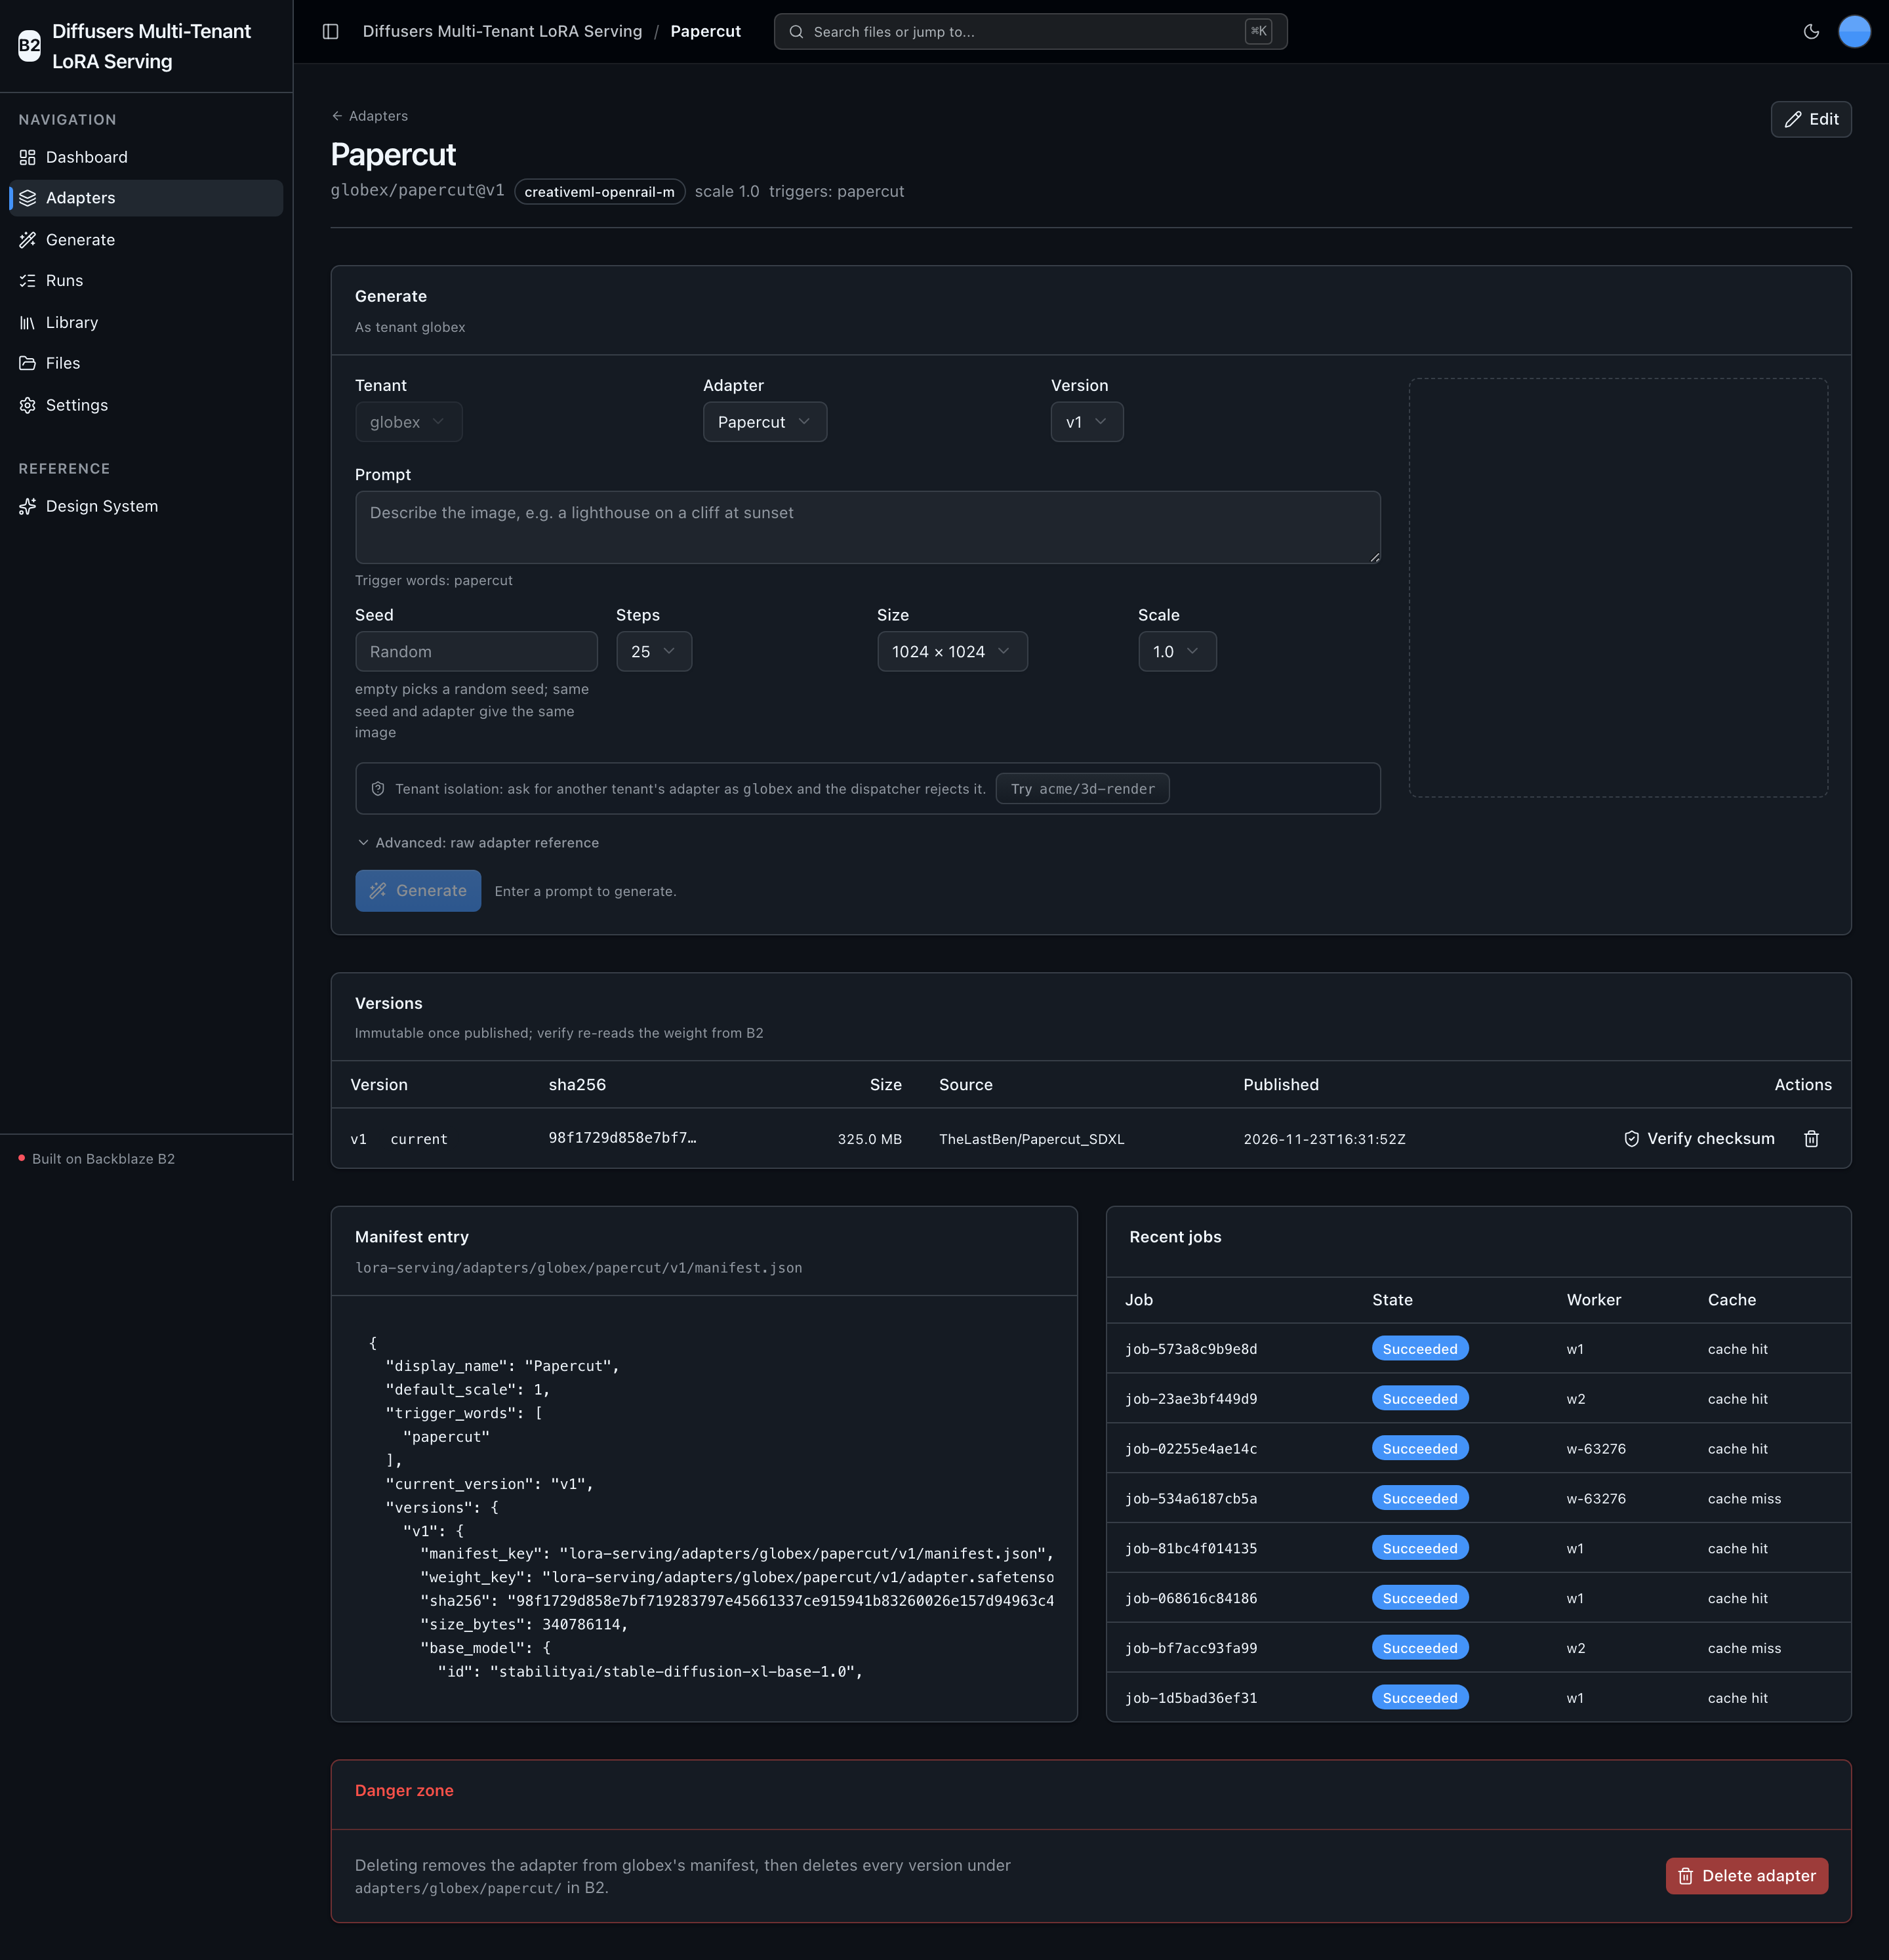 B2
Diffusers Multi-Tenant
LoRA Serving
NAVIGATION
Dashboard
Adapters
Generate
Runs
Library
Files
Settings
REFERENCE
Design System
Built on Backblaze B2
Diffusers Multi-Tenant LoRA Serving / Papercut
Search files or jump to...
⌘K
← Adapters
Papercut
Edit
globex/papercut@v1 creativeml-openrail-m scale 1.0 triggers: papercut
Generate
As tenant globex
Tenant Adapter Version
globex Papercut v1
Prompt
Describe the image, e.g. a lighthouse on a cliff at sunset
Trigger words: papercut
Seed Steps Size Scale
Random 25 1024 × 1024 1.0
empty picks a random seed; same
seed and adapter give the same
image
Tenant isolation: ask for another tenant's adapter as globex and the dispatcher rejects it. Try acme/3d-render
Advanced: raw adapter reference
Generate Enter a prompt to generate.
Versions
Immutable once published; verify re-reads the weight from B2
Version sha256 Size Source Published Actions
v1 current 98f1729d858e7bf7… 325.0 MB TheLastBen/Papercut_SDXL 2026-11-23T16:31:52Z Verify checksum
Manifest entry
lora-serving/adapters/globex/papercut/v1/manifest.json
{
"display_name": "Papercut",
"default_scale": 1,
"trigger_words": [
"papercut"
],
"current_version": "v1",
"versions": {
"v1": {
"manifest_key": "lora-serving/adapters/globex/papercut/v1/manifest.json",
"weight_key": "lora-serving/adapters/globex/papercut/v1/adapter.safetenso
"sha256": "98f1729d858e7bf719283797e45661337ce915941b83260026e157d94963c4
"size_bytes": 340786114,
"base_model": {
"id": "stabilityai/stable-diffusion-xl-base-1.0",
Recent jobs
Job State Worker Cache
job-573a8c9b9e8d Succeeded w1 cache hit
job-23ae3bf449d9 Succeeded w2 cache hit
job-02255e4ae14c Succeeded w-63276 cache hit
job-534a6187cb5a Succeeded w-63276 cache miss
job-81bc4f014135 Succeeded w1 cache hit
job-068616c84186 Succeeded w1 cache hit
job-bf7acc93fa99 Succeeded w2 cache miss
job-1d5bad36ef31 Succeeded w1 cache hit
Danger zone
Deleting removes the adapter from globex's manifest, then deletes every version under
adapters/globex/papercut/ in B2.
Delete adapter